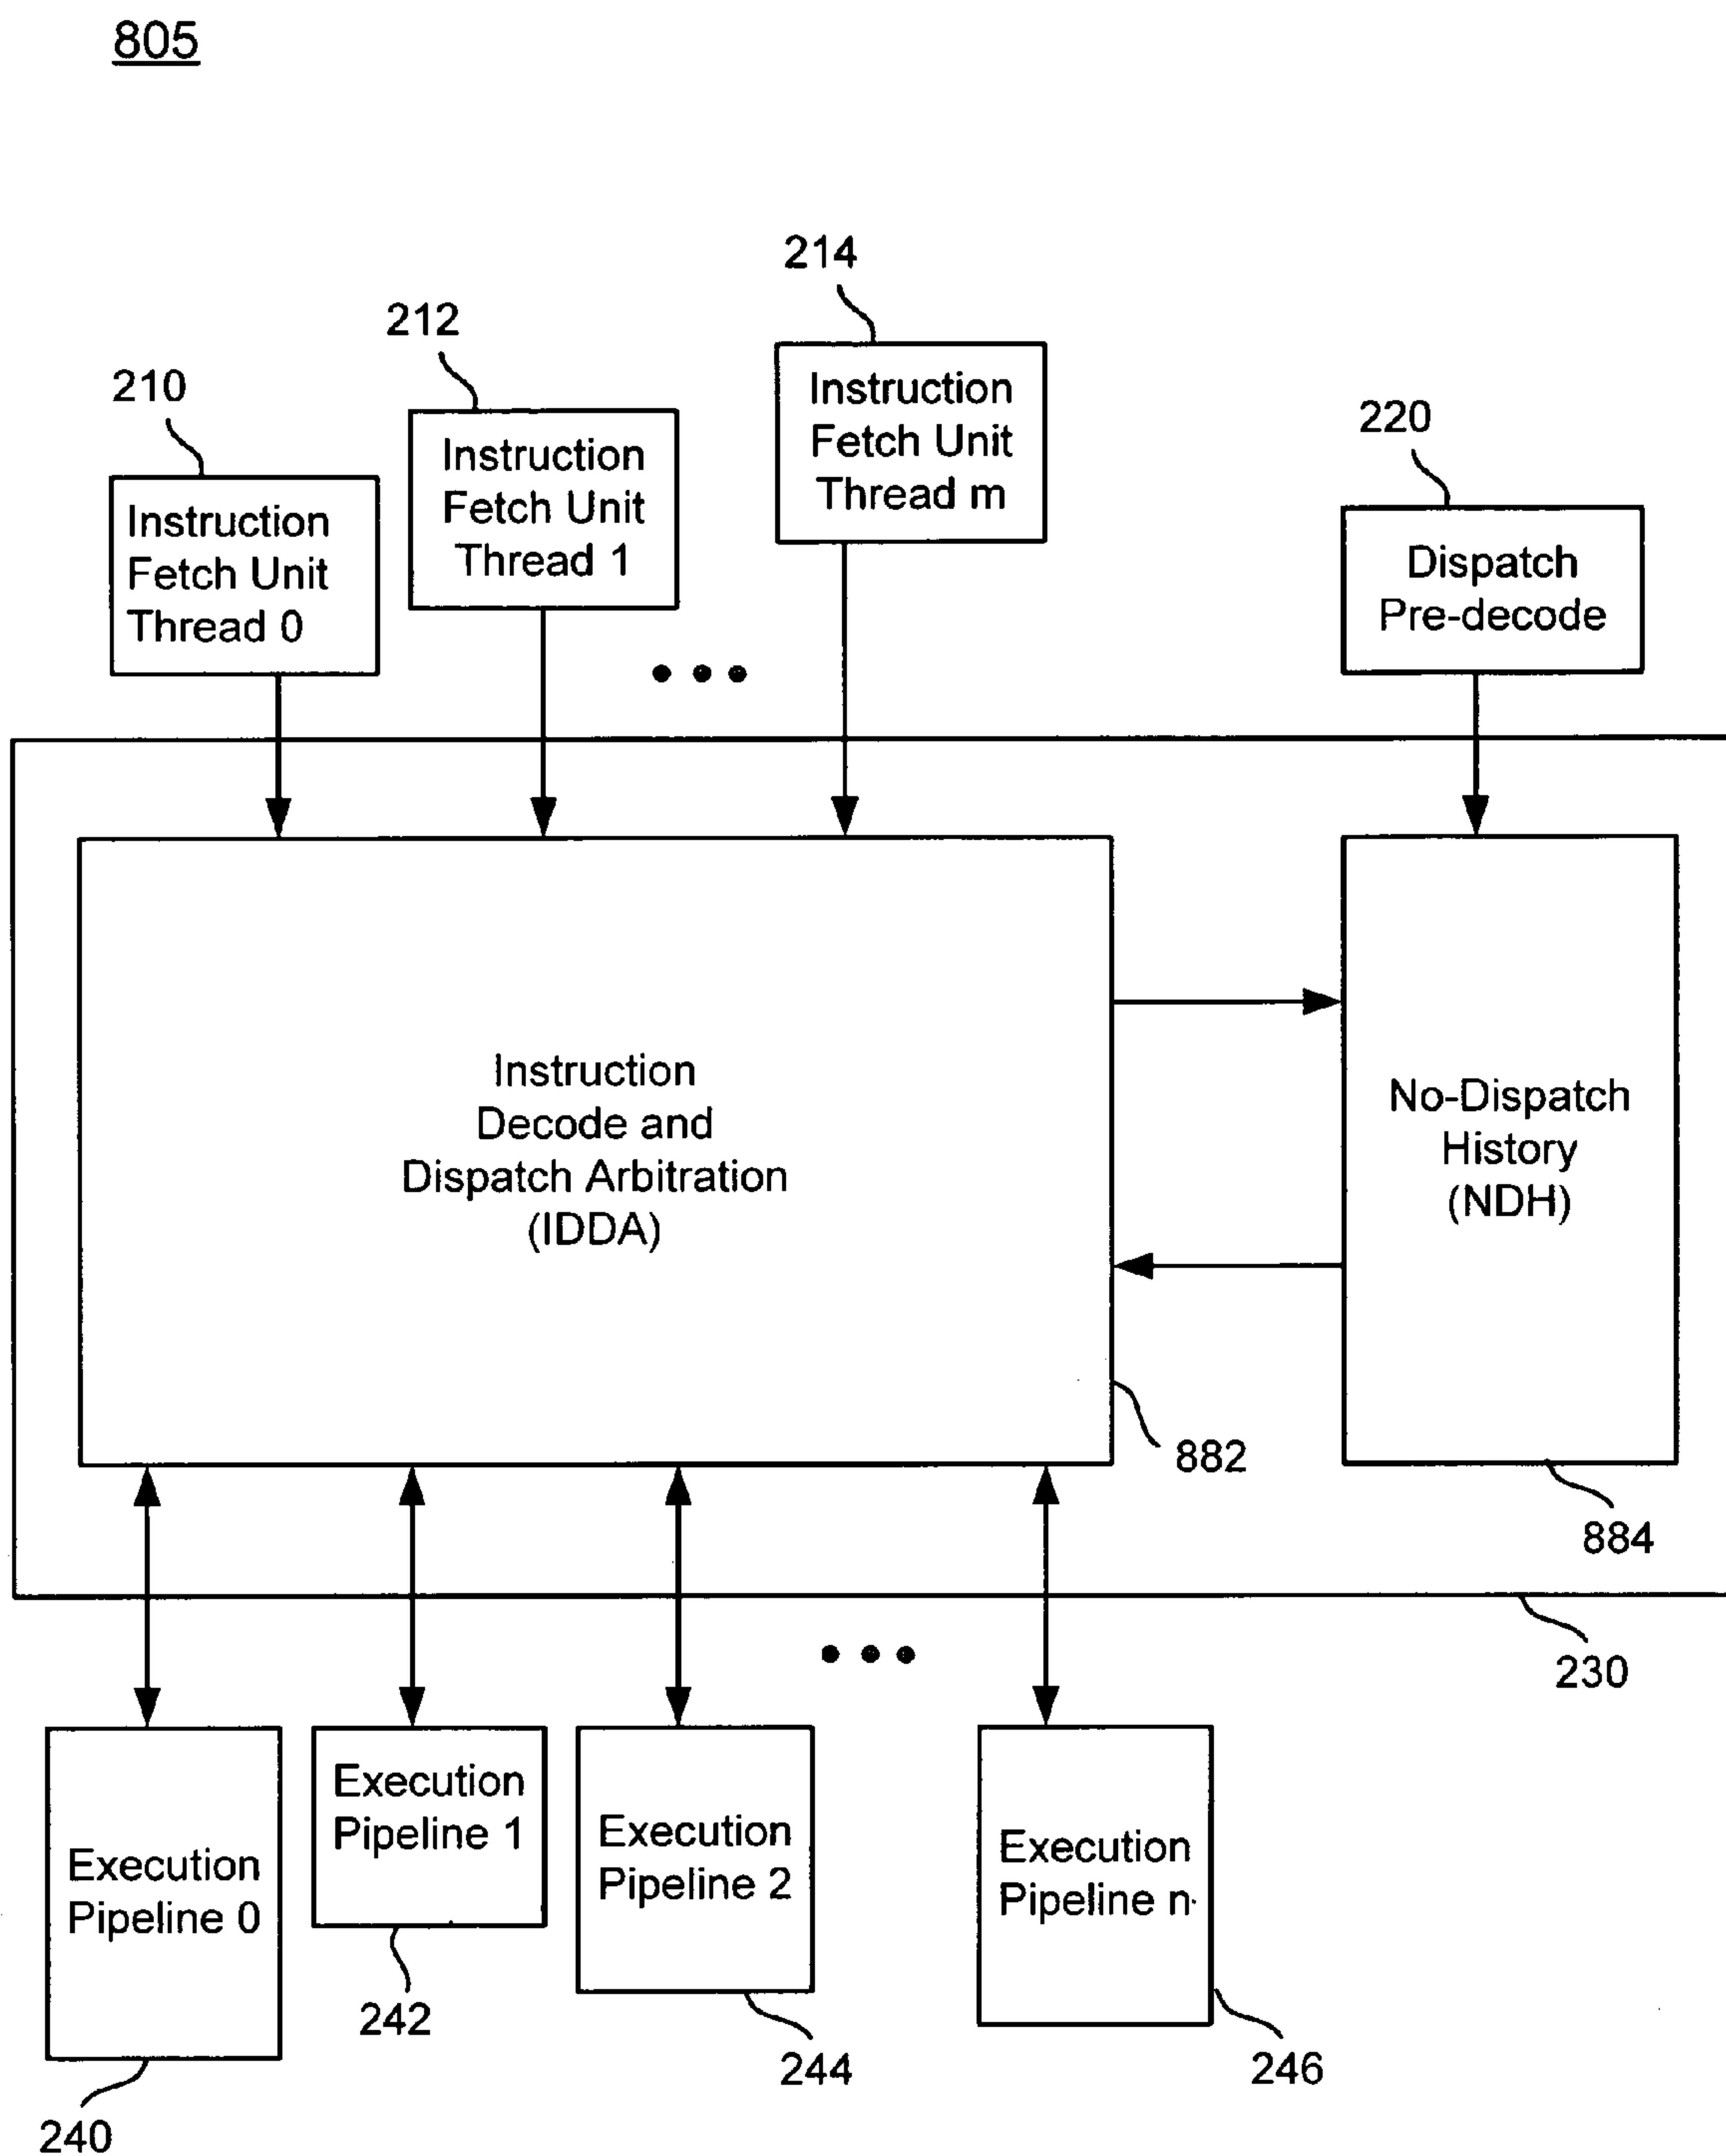 805
214
212
210
220
Instruction
Fetch Unit
Thread m
Instruction
Fetch Unit
Thread 1
Instruction
Fetch Unit
Thread 0
Dispatch
Pre-decode
Instruction
Decode and
Dispatch Arbitration
(IDDA)
No-Dispatch
History
(NDH)
882
884
230
Execution
Pipeline 0
Execution
Pipeline 1
Execution
Pipeline 2
Execution
Pipeline n
242
244
246
240